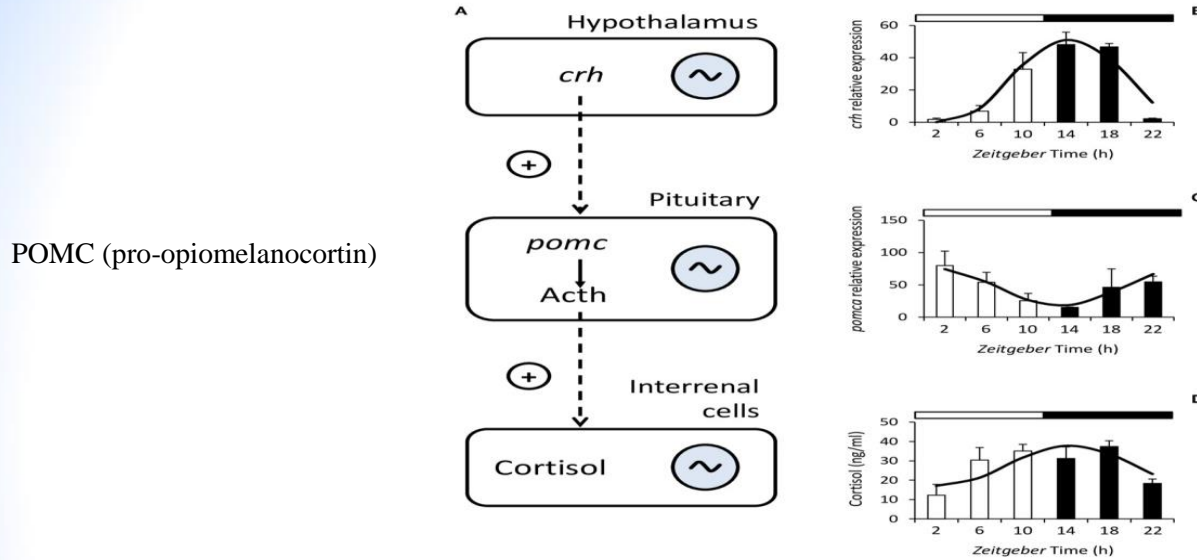 POMC (pro-opiomelanocortin)
A
Hypothalamus
crh
~
+
Pituitary
pomc
Acth
~
+
Interrenal
cells
Cortisol
~
B
crh relative expression
60
40
20
0
2 6 10 14 18 22
Zeitgeber Time (h)
C
pomca relative expression
150
100
50
0
2 6 10 14 18 22
Zeitgeber Time (h)
D
Cortisol (ng/ml)
50
40
30
20
10
0
2 6 10 14 18 22
Zeitgeber Time (h)